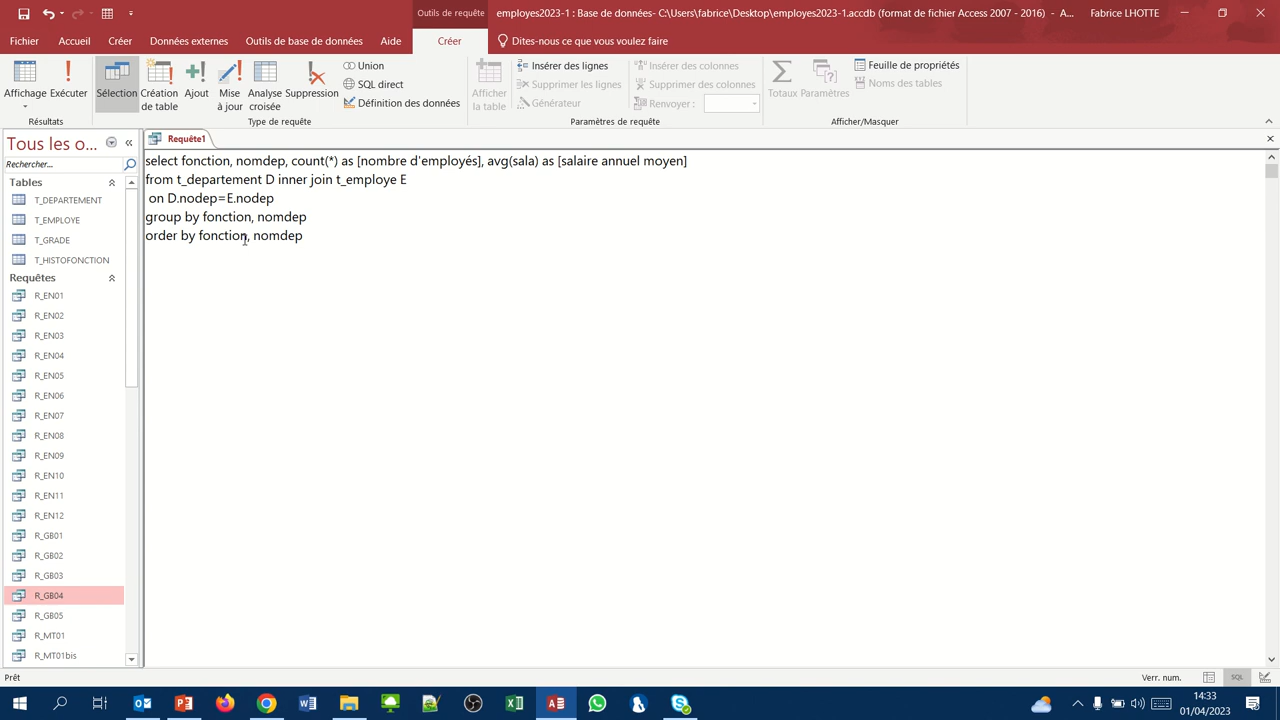 Outils de requête
employes2023-1 : Base de données- C:\Users\fabrice\Desktop\employes2023-1.accdb (format de fichier Access 2007 - 2016) - A...
Fabrice LHOTTE
Fichier Accueil Créer Données externes Outils de base de données Aide Créer Dites-nous ce que vous voulez faire
Affichage
Exécuter
Résultats
Sélection
Création de table
Ajout
Mise à jour
Analyse croisée
Suppression
Union
SQL direct
Définition des données
Type de requête
Afficher la table
Insérer des lignes
Supprimer les lignes
Générateur
Insérer des colonnes
Supprimer des colonnes
Renvoyer :
Paramètres de requête
Totaux
Paramètres
Feuille de propriétés
Noms des tables
Afficher/Masquer
Tous les o...
Rechercher...
Tables
T_DEPARTEMENT
T_EMPLOYE
T_GRADE
T_HISTOFONCTION
Requêtes
R_EN01
R_EN02
R_EN03
R_EN04
R_EN05
R_EN06
R_EN07
R_EN08
R_EN09
R_EN10
R_EN11
R_EN12
R_GB01
R_GB02
R_GB03
R_GB04
R_GB05
R_MT01
R_MT01bis
Requête1
select fonction, nomdep, count(*) as [nombre d'employés], avg(sala) as [salaire annuel moyen]
from t_departement D inner join t_employe E
on D.nodep=E.nodep
group by fonction, nomdep
order by fonction, nomdep
Prêt
Verr. num.
SQL
14:33
01/04/2023